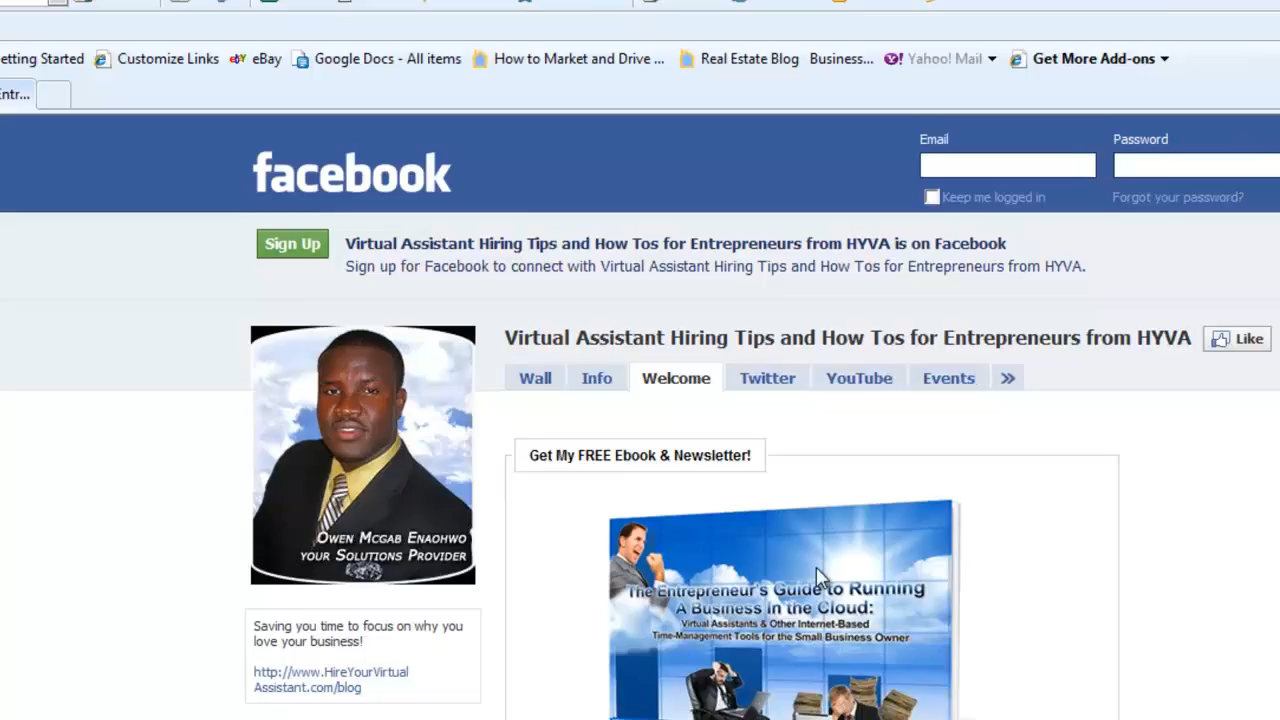 etting Started Customize Links eBay Google Docs - All items How to Market and Drive ... Real Estate Blog Business... Yahoo! Mail Get More Add-ons
Entr...
facebook
Email Password
Keep me logged in Forgot your password?
Sign Up
Virtual Assistant Hiring Tips and How Tos for Entrepreneurs from HYVA is on Facebook
Sign up for Facebook to connect with Virtual Assistant Hiring Tips and How Tos for Entrepreneurs from HYVA.
Virtual Assistant Hiring Tips and How Tos for Entrepreneurs from HYVA Like
Wall Info Welcome Twitter YouTube Events »
Get My FREE Ebook & Newsletter!
Owen Mcgab Enaohwo
your Solutions Provider
The Entrepreneur's Guide to Running
A Business In the Cloud:
Virtual Assistants & Other Internet-Based
Time-Management Tools for the Small Business Owner
Saving you time to focus on why you
love your business!
http://www.HireYourVirtual
Assistant.com/blog